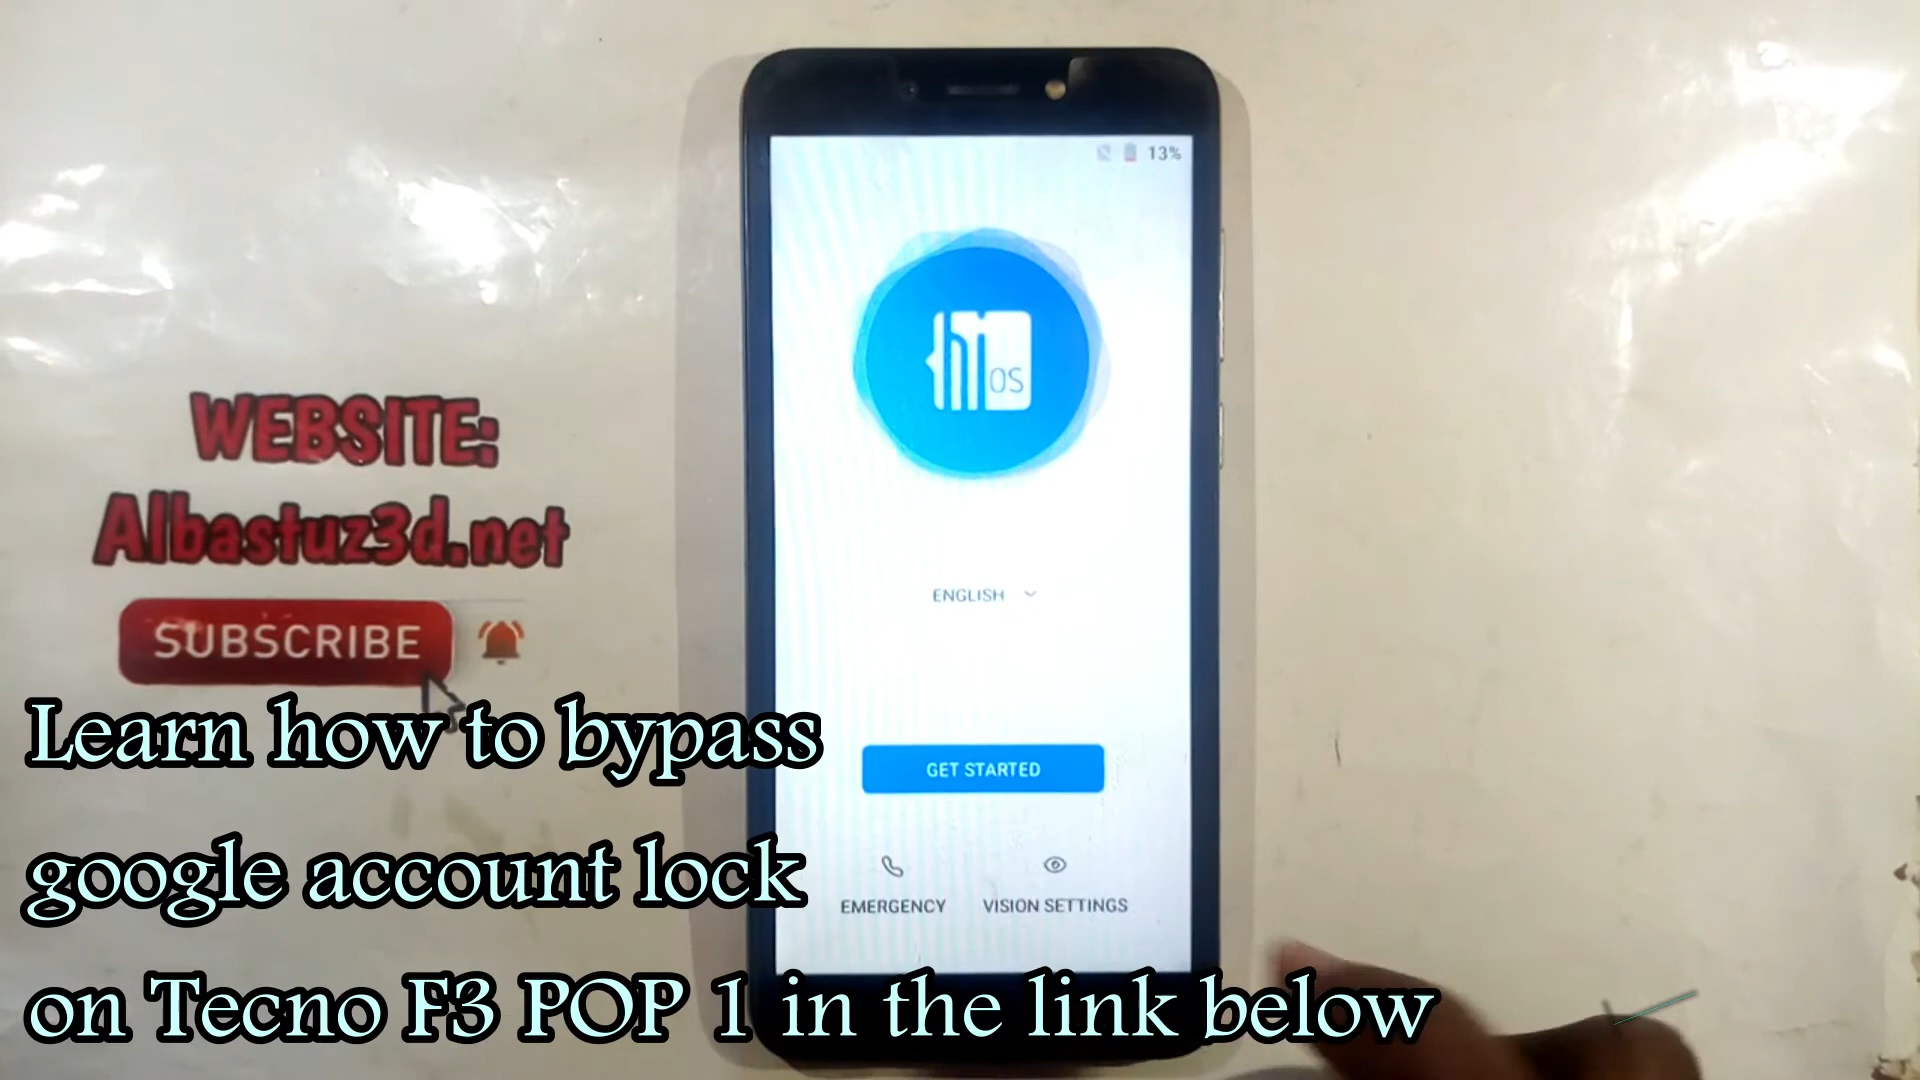 13%
hi OS
ENGLISH
GET STARTED
EMERGENCY
VISION SETTINGS
WEBSITE:
Albastuz3d.net
SUBSCRIBE
Learn how to bypass
google account lock
on Tecno F3 POP 1 in the link below